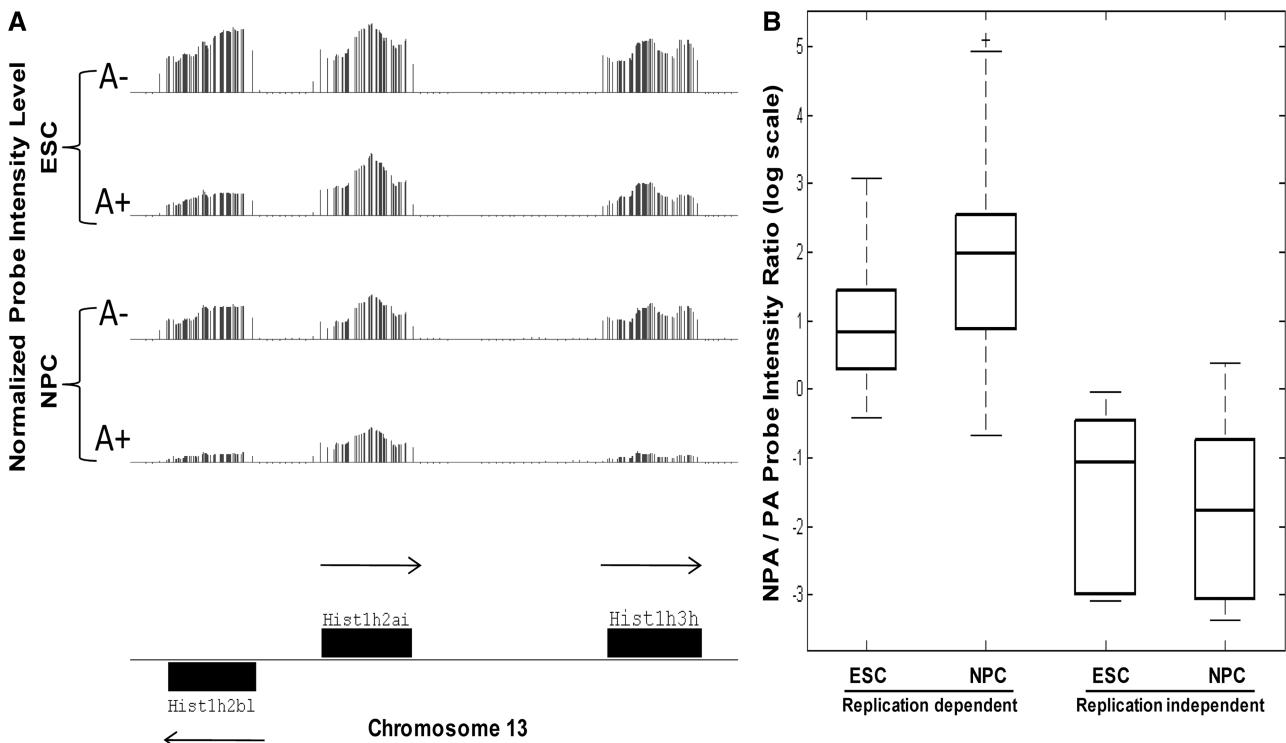 A
Normalized Probe Intensity Level
ESC
A-
A+
NPC
A-
A+
Hist1h2ai
Hist1h3h
Hist1h2bl
Chromosome 13
B
NPA / PA Probe Intensity Ratio (log scale)
5
4
3
2
1
0
-1
-2
-3
ESC NPC ESC NPC
Replication dependent Replication independent